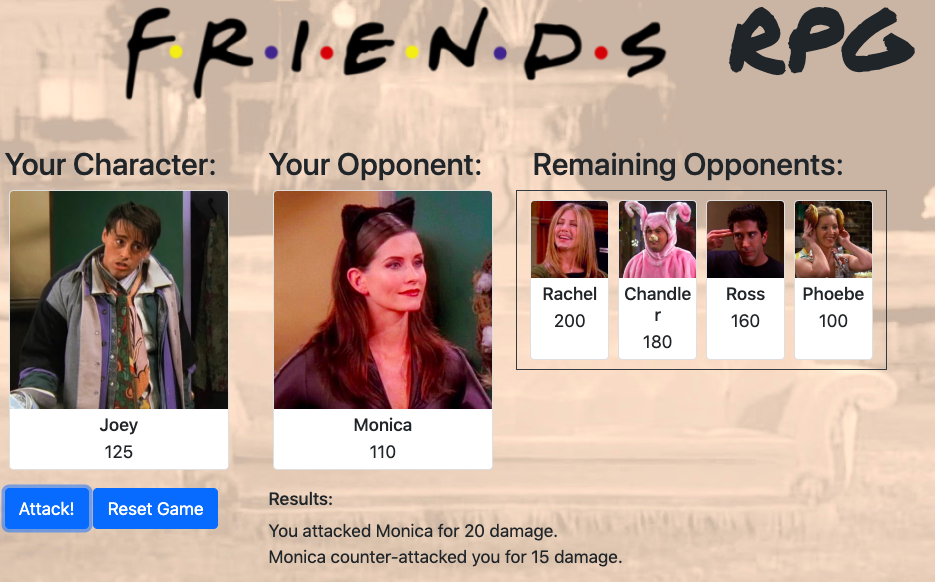 F•R•I•E•N•D•S RPG
Your Character:
Your Opponent:
Remaining Opponents:
Rachel
200
Chandle
r
180
Ross
160
Phoebe
100
Joey
125
Monica
110
Attack!
Reset Game
Results:
You attacked Monica for 20 damage.
Monica counter-attacked you for 15 damage.